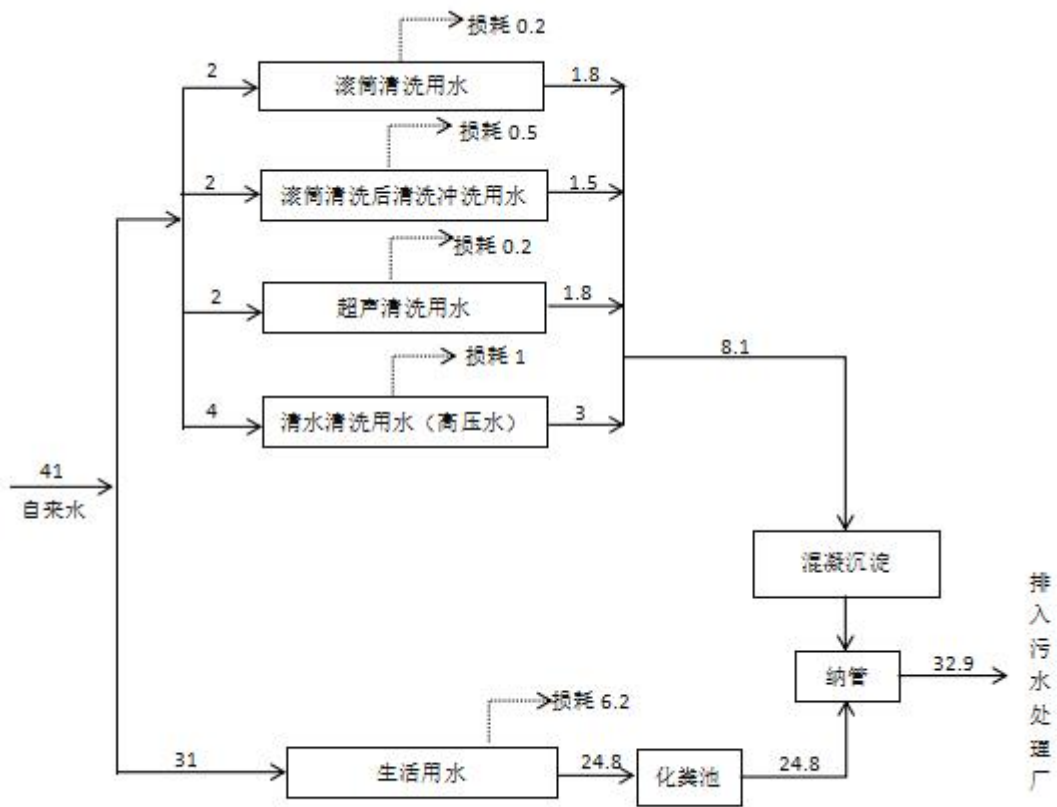 损耗 0.2
2
滚筒清洗用水
1.8
损耗 0.5
2
滚筒清洗后清洗冲洗用水
1.5
损耗 0.2
2
超声清洗用水
1.8
损耗 1
8.1
4
清水清洗用水（高压水）
3
41
自来水
混凝沉淀
纳管
32.9
排入污水处理厂
损耗 6.2
31
生活用水
24.8
化粪池
24.8